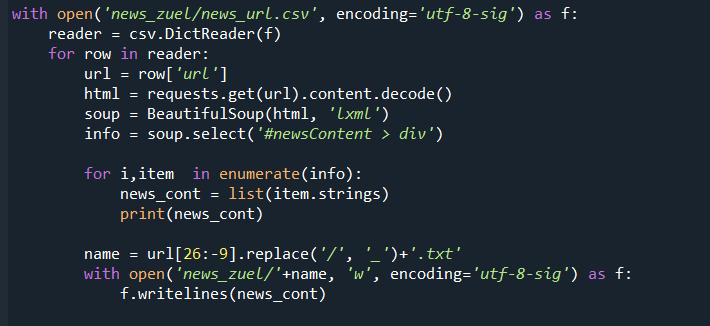 with open('news_zuel/news_url.csv', encoding='utf-8-sig') as f:
    reader = csv.DictReader(f)
    for row in reader:
        url = row['url']
        html = requests.get(url).content.decode()
        soup = BeautifulSoup(html, 'lxml')
        info = soup.select('#newsContent > div')

        for i,item  in enumerate(info):
            news_cont = list(item.strings)
            print(news_cont)

        name = url[26:-9].replace('/', '_')+'.txt'
        with open('news_zuel/'+name, 'w', encoding='utf-8-sig') as f:
            f.writelines(news_cont)